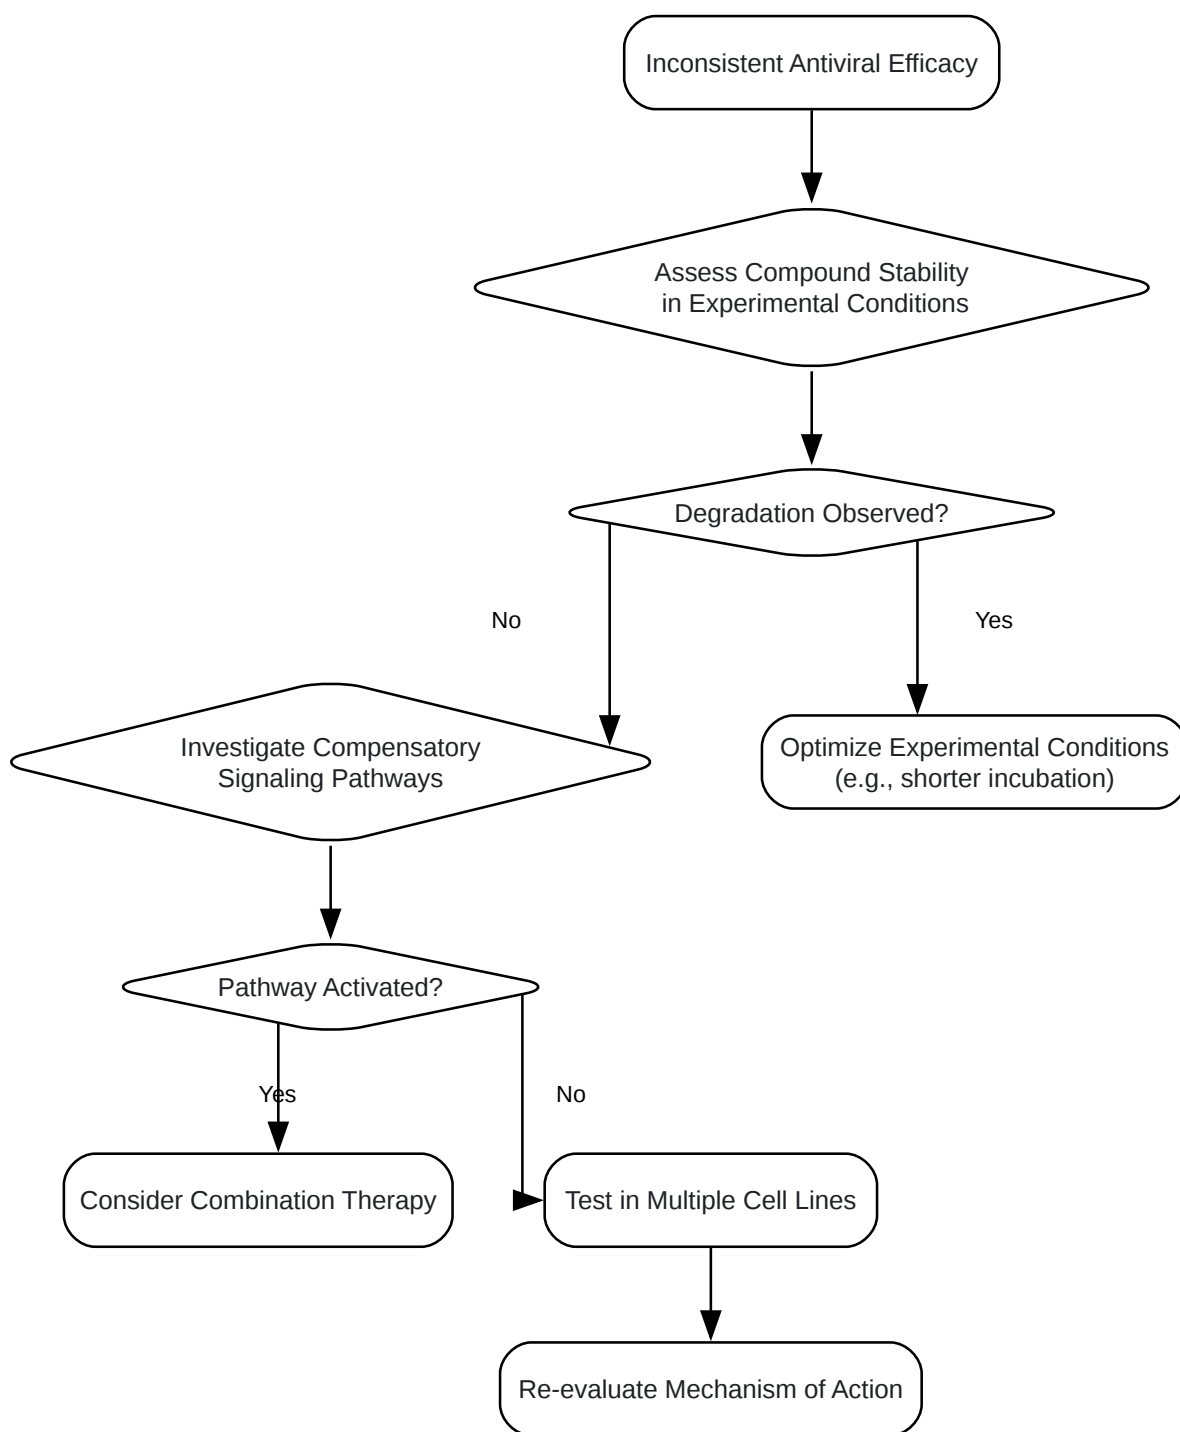 Inconsistent Antiviral Efficacy
Assess Compound Stability
in Experimental Conditions
Degradation Observed?
No
Yes
Investigate Compensatory
Signaling Pathways
Optimize Experimental Conditions
(e.g., shorter incubation)
Pathway Activated?
Yes
No
Consider Combination Therapy
Test in Multiple Cell Lines
Re-evaluate Mechanism of Action